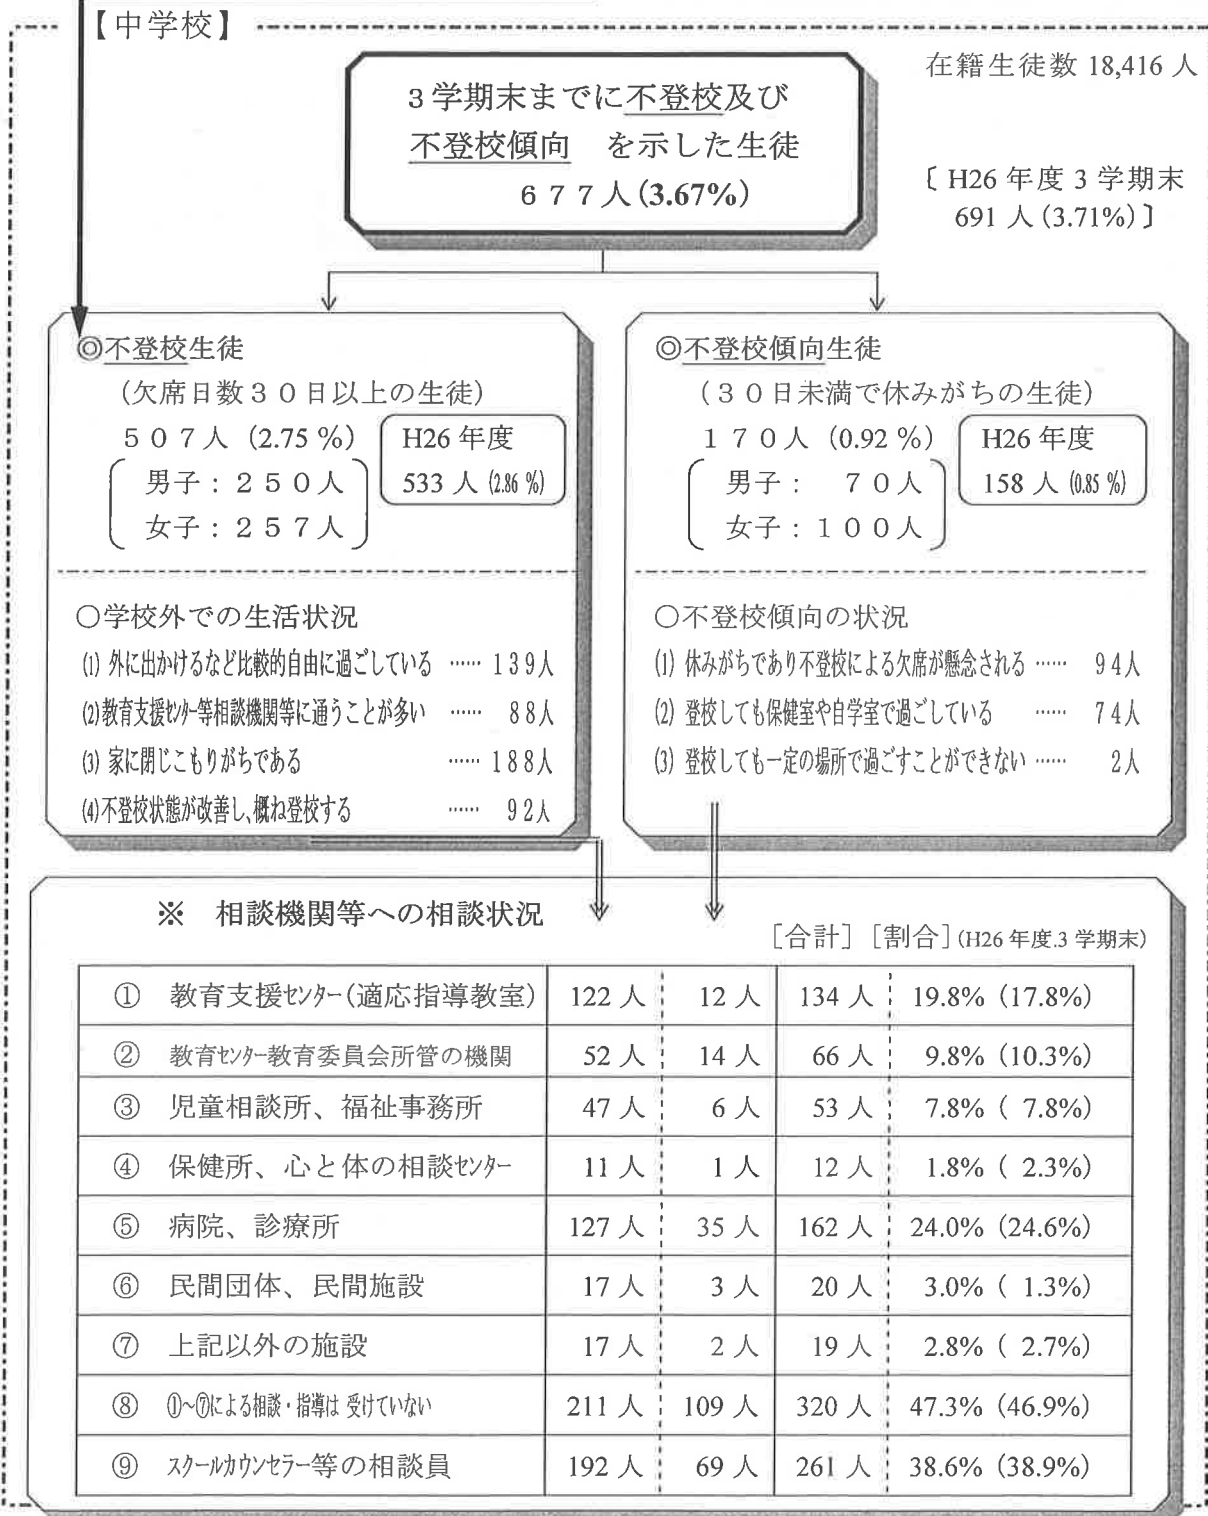 【中学校】
在籍生徒数 18,416 人
3学期末までに不登校及び
不登校傾向 を示した生徒
677人(3.67%)
〔 H26 年度 3 学期末
691 人 (3.71%) 〕
◎不登校生徒
(欠席日数30日以上の生徒)
507人 (2.75 %)
男子:250人
女子:257人
H26 年度
533 人 (2.86 %)
○学校外での生活状況
(1) 外に出かけるなど比較的自由に過ごしている …… 139人
(2)教育支援センター等相談機関等に通うことが多い …… 88人
(3) 家に閉じこもりがちである …… 188人
(4)不登校状態が改善し、概ね登校する …… 92人
◎不登校傾向生徒
(30日未満で休みがちの生徒)
170人 (0.92 %)
男子: 70人
女子:100人
H26 年度
158 人 (0.85 %)
○不登校傾向の状況
(1) 休みがちであり不登校による欠席が懸念される …… 94人
(2) 登校しても保健室や自学室で過ごしている …… 74人
(3) 登校しても一定の場所で過ごすことができない …… 2人
※ 相談機関等への相談状況
[合計] [割合] (H26 年度.3 学期末)
① 教育支援センター(適応指導教室) 122 人 12 人 134 人 19.8% (17.8%)
② 教育センター教育委員会所管の機関 52 人 14 人 66 人 9.8% (10.3%)
③ 児童相談所、福祉事務所 47 人 6 人 53 人 7.8% ( 7.8%)
④ 保健所、心と体の相談センター 11 人 1 人 12 人 1.8% ( 2.3%)
⑤ 病院、診療所 127 人 35 人 162 人 24.0% (24.6%)
⑥ 民間団体、民間施設 17 人 3 人 20 人 3.0% ( 1.3%)
⑦ 上記以外の施設 17 人 2 人 19 人 2.8% ( 2.7%)
⑧ ①~⑦による相談・指導は 受けていない 211 人 109 人 320 人 47.3% (46.9%)
⑨ スクールカウンセラー等の相談員 192 人 69 人 261 人 38.6% (38.9%)